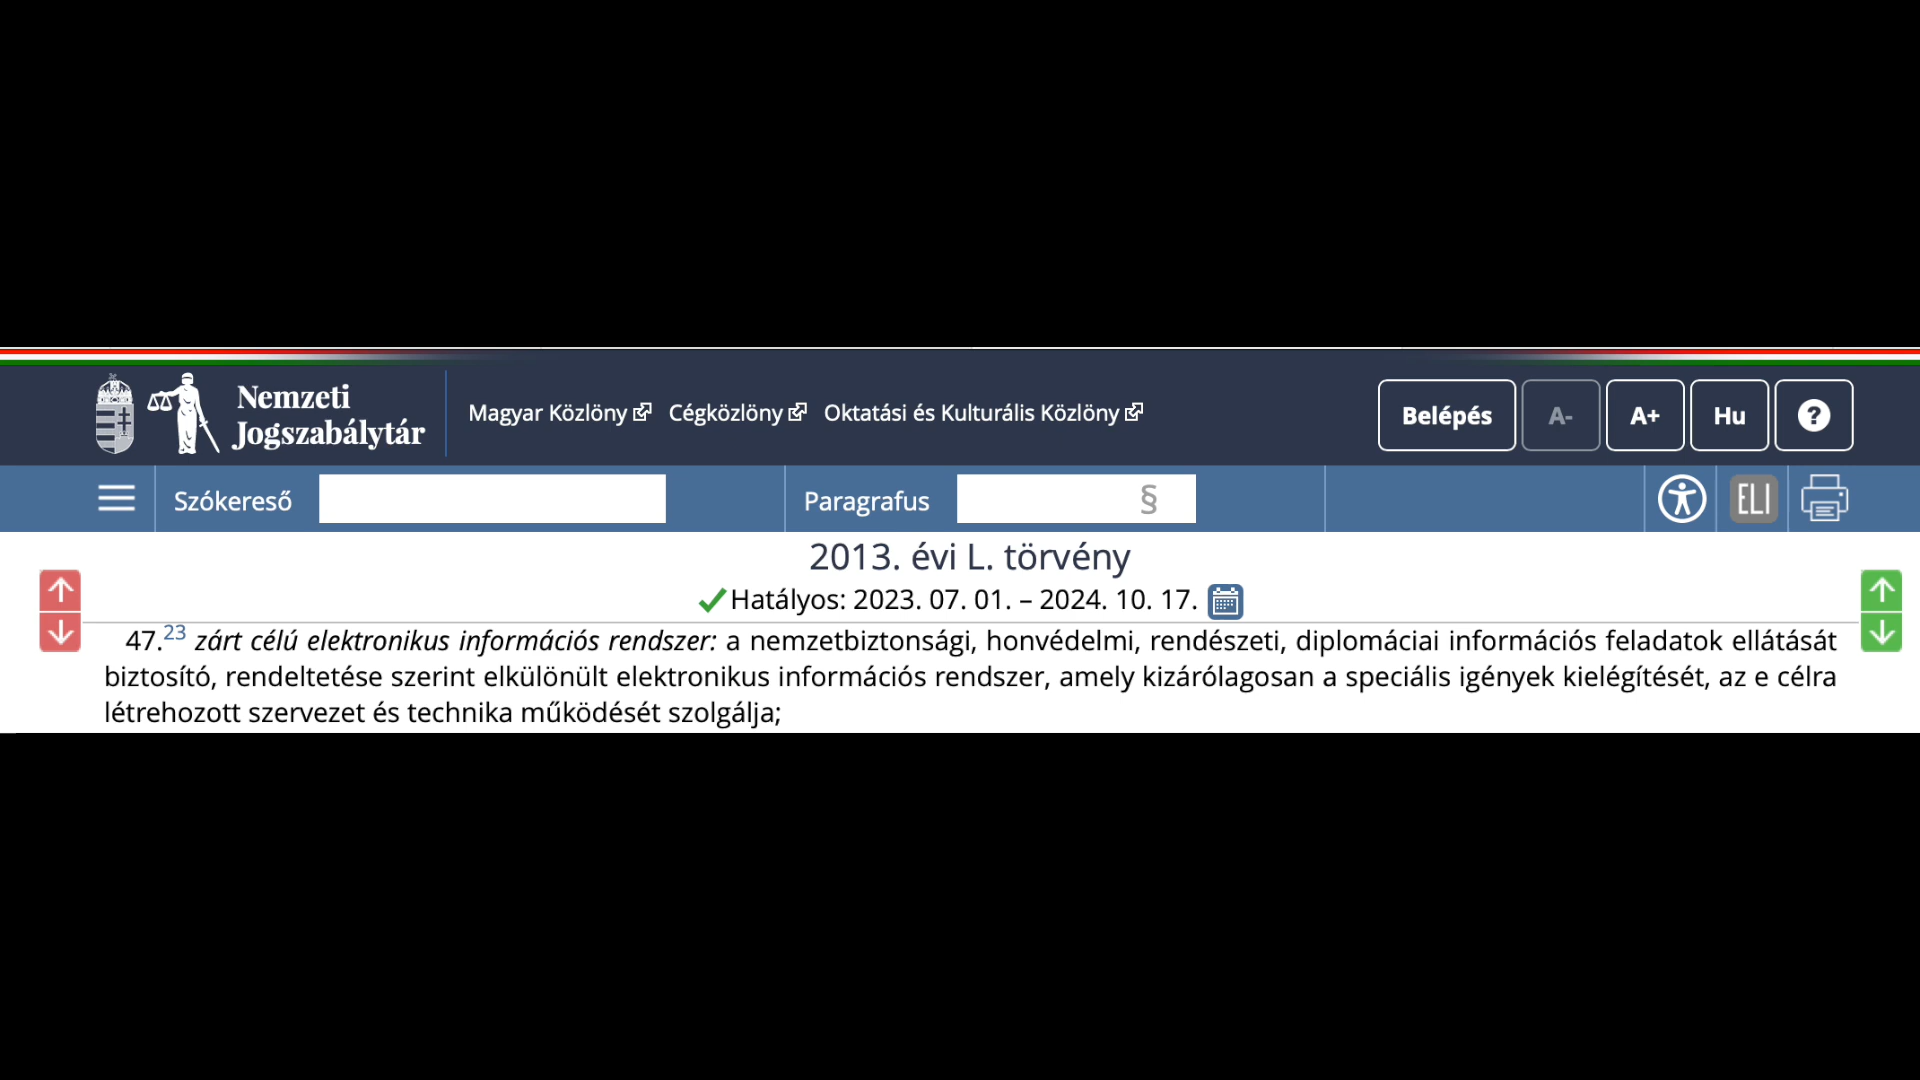 Nemzeti
Jogszabálytár
Magyar Közlöny Cégközlöny Oktatási és Kulturális Közlöny
Belépés A- A+ Hu ?
Szókereső Paragrafus § ELI
2013. évi L. törvény
Hatályos: 2023. 07. 01. – 2024. 10. 17.
47.23 zárt célú elektronikus információs rendszer: a nemzetbiztonsági, honvédelmi, rendészeti, diplomáciai információs feladatok ellátását
biztosító, rendeltetése szerint elkülönült elektronikus információs rendszer, amely kizárólagosan a speciális igények kielégítését, az e célra
létrehozott szervezet és technika működését szolgálja;